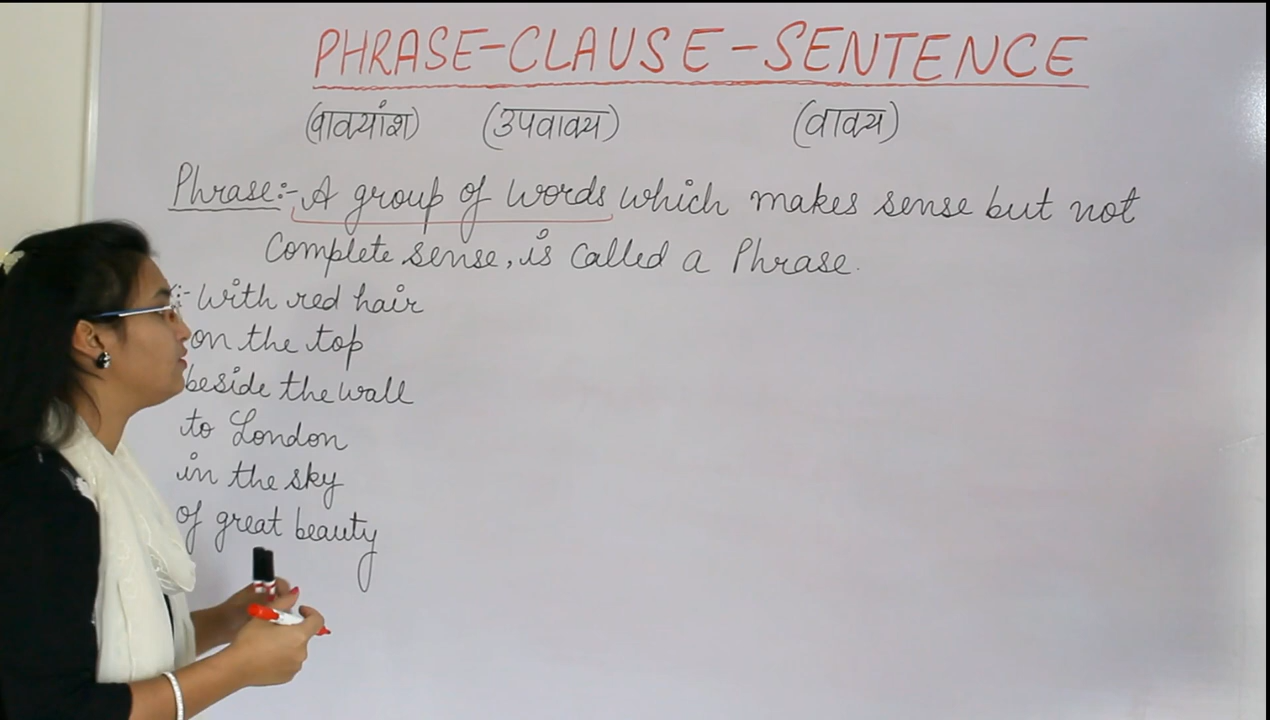 PHRASE-CLAUSE-SENTENCE
(वाक्यांश) (उपवाक्य) (वाक्य)
Phrase:- A group of words which makes sense but not
Complete sense, is called a Phrase.
:- With red hair
on the top
beside the wall
to London
in the sky
of great beauty